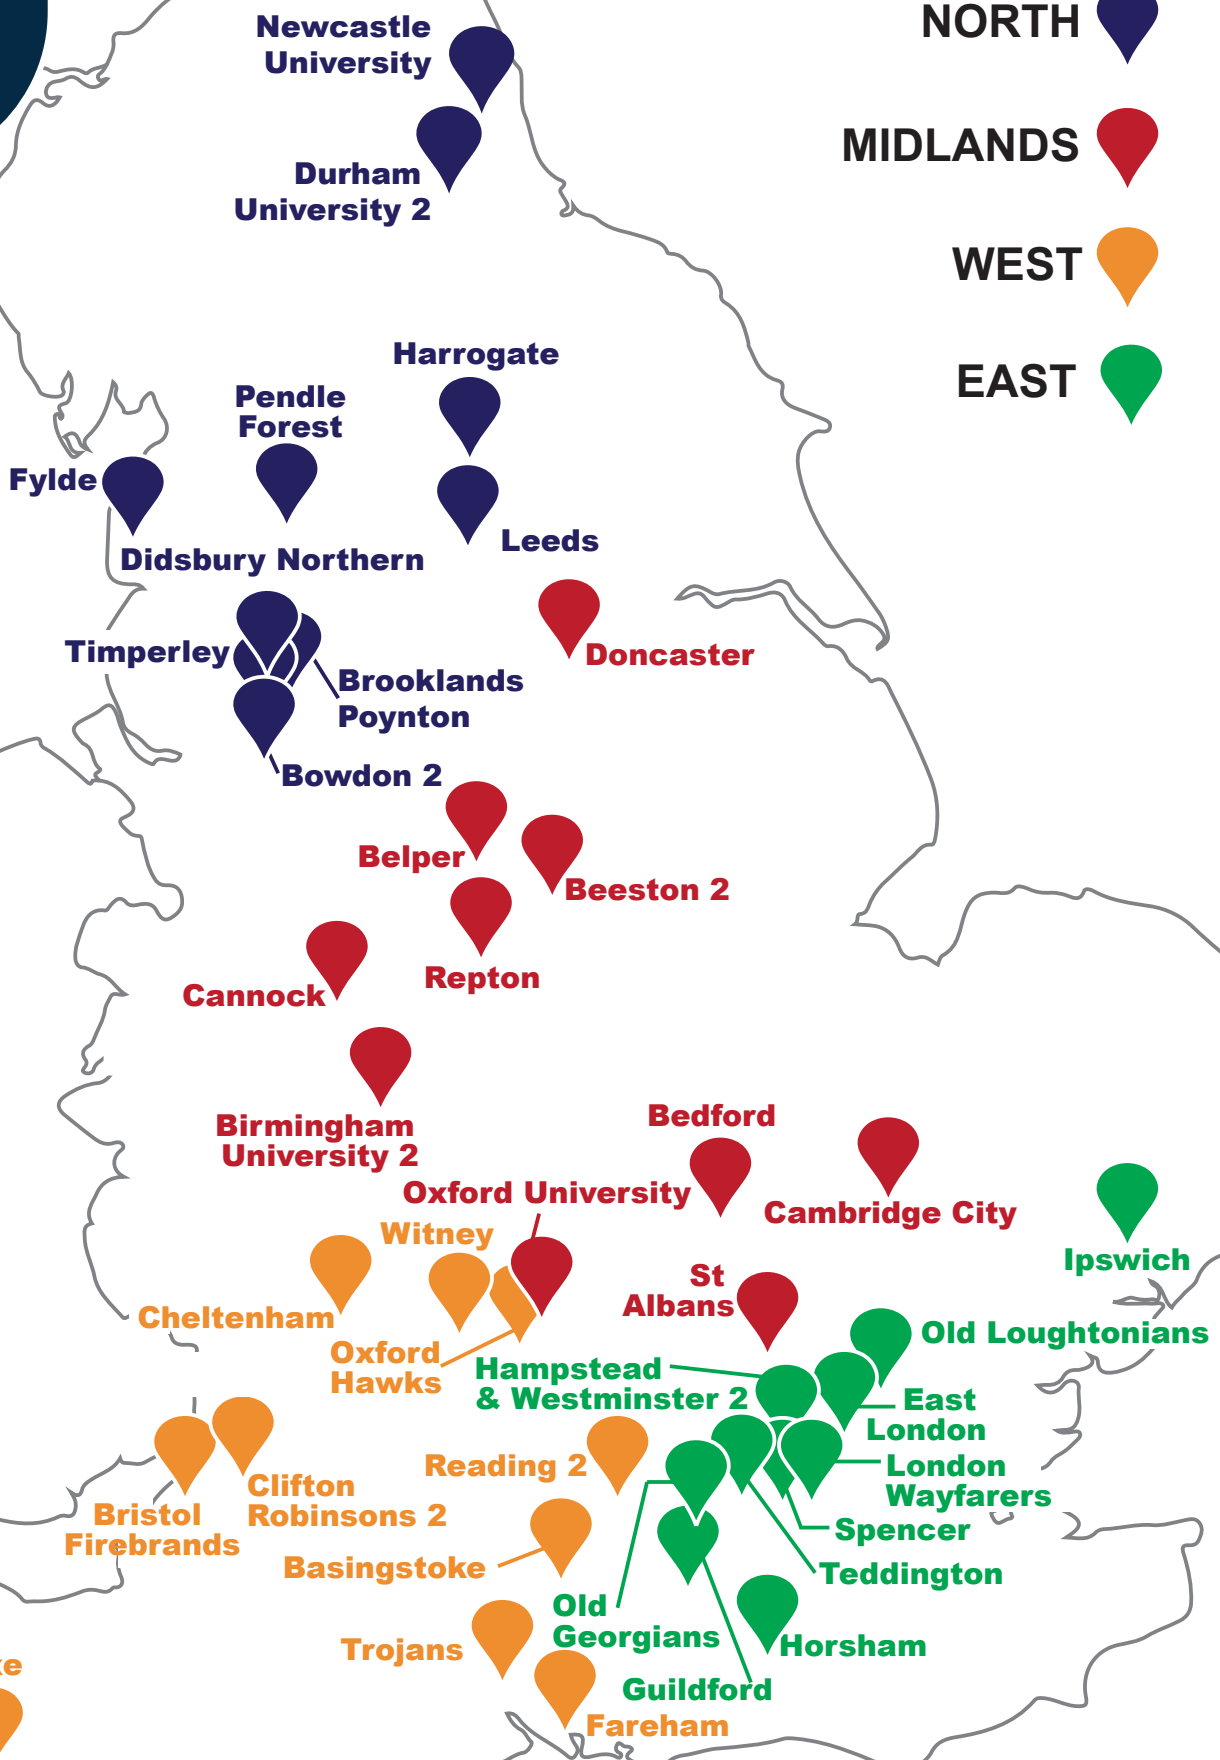 NORTH
MIDLANDS
WEST
EAST
Newcastle
University
Durham
University 2
Harrogate
Pendle
Forest
Fylde
Leeds
Didsbury Northern
Timperley
Brooklands
Poynton
Doncaster
Bowdon 2
Belper
Beeston 2
Repton
Cannock
Birmingham
University 2
Bedford
Oxford University
Cambridge City
Witney
Ipswich
St
Albans
Cheltenham
Old Loughtonians
Oxford
Hawks
Hampstead
& Westminster 2
East
London
Reading 2
London
Wayfarers
Clifton
Robinsons 2
Bristol
Firebrands
Spencer
Basingstoke
Teddington
Old
Georgians
Horsham
Trojans
Guildford
Fareham